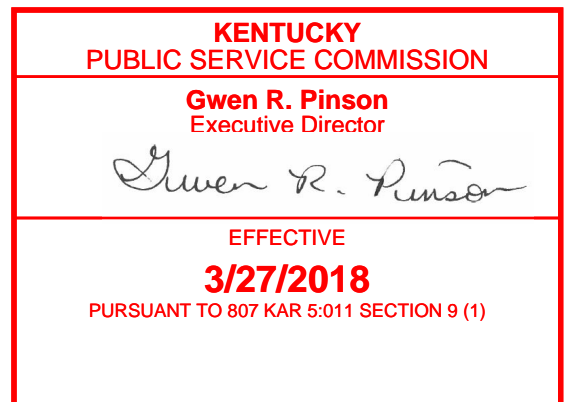 KENTUCKY
PUBLIC SERVICE COMMISSION
Gwen R. Pinson
Executive Director
Gwen R. Pinson
EFFECTIVE
3/27/2018
PURSUANT TO 807 KAR 5:011 SECTION 9 (1)